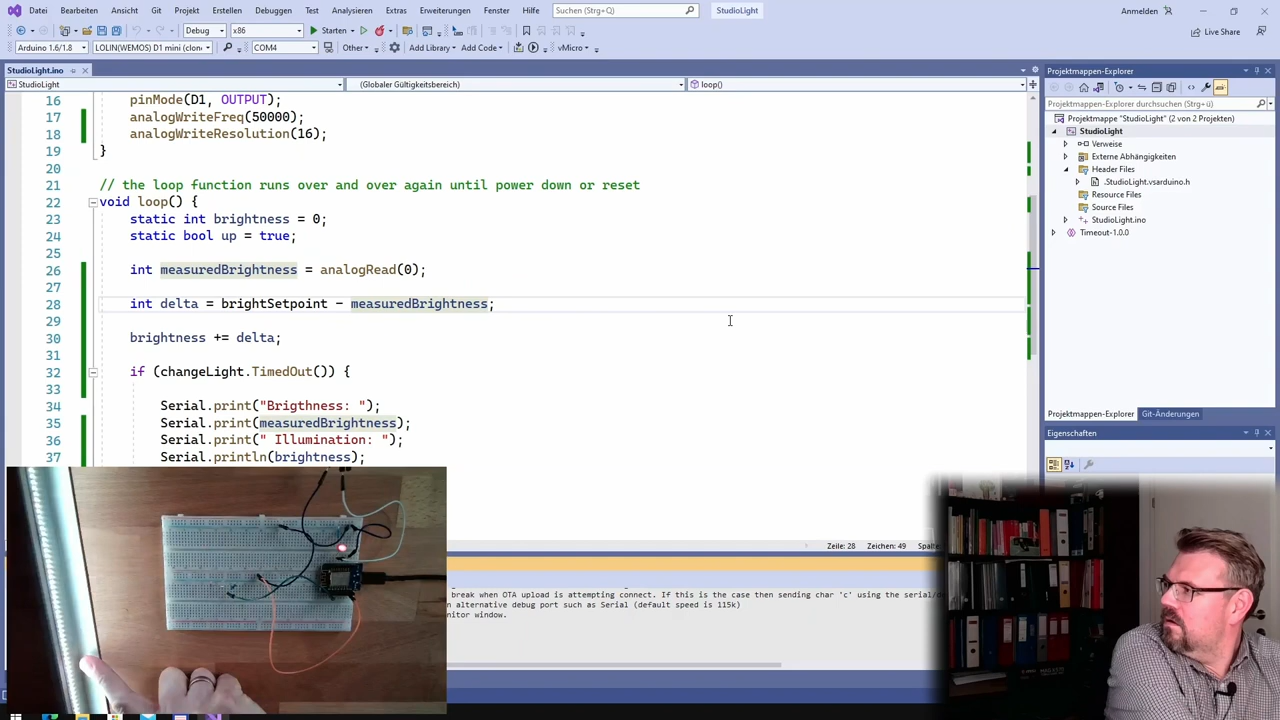 Datei Bearbeiten Ansicht Git Projekt Erstellen Debuggen Test Analysieren Extras Erweiterungen Fenster Hilfe Suchen (Strg+Q) StudioLight Anmelden
Debug x86 Starten Live Share
Arduino 1.6/1.8 LOLIN(WEMOS) D1 mini (clone COM4 Other Add Library Add Code vMicro
StudioLight.ino
StudioLight (Globaler Gültigkeitsbereich) loop()
16 pinMode(D1, OUTPUT);
17 analogWriteFreq(50000);
18 analogWriteResolution(16);
19 }
20
21 // the loop function runs over and over again until power down or reset
22 void loop() {
23 static int brightness = 0;
24 static bool up = true;
25
26 int measuredBrightness = analogRead(0);
27
28 int delta = brightSetpoint - measuredBrightness;
29
30 brightness += delta;
31
32 if (changeLight.TimedOut()) {
33
34 Serial.print("Brigthness: ");
35 Serial.print(measuredBrightness);
36 Serial.print(" Illumination: ");
37 Serial.println(brightness);
Zeile: 28 Zeichen: 49 Spalt
break when OTA upload is attempting connect. If this is the case then sending char 'c' using the serial/de
n alternative debug port such as Serial (default speed is 115k)
nitor window.
Projektmappen-Explorer
Projektmappen-Explorer durchsuchen (Strg+ü)
Projektmappe "StudioLight" (2 von 2 Projekten)
StudioLight
Verweise
Externe Abhängigkeiten
Header Files
.StudioLight.vsarduino.h
Resource Files
Source Files
StudioLight.ino
Timeout-1.0.0
Projektmappen-Explorer Git-Änderungen
Eigenschaften